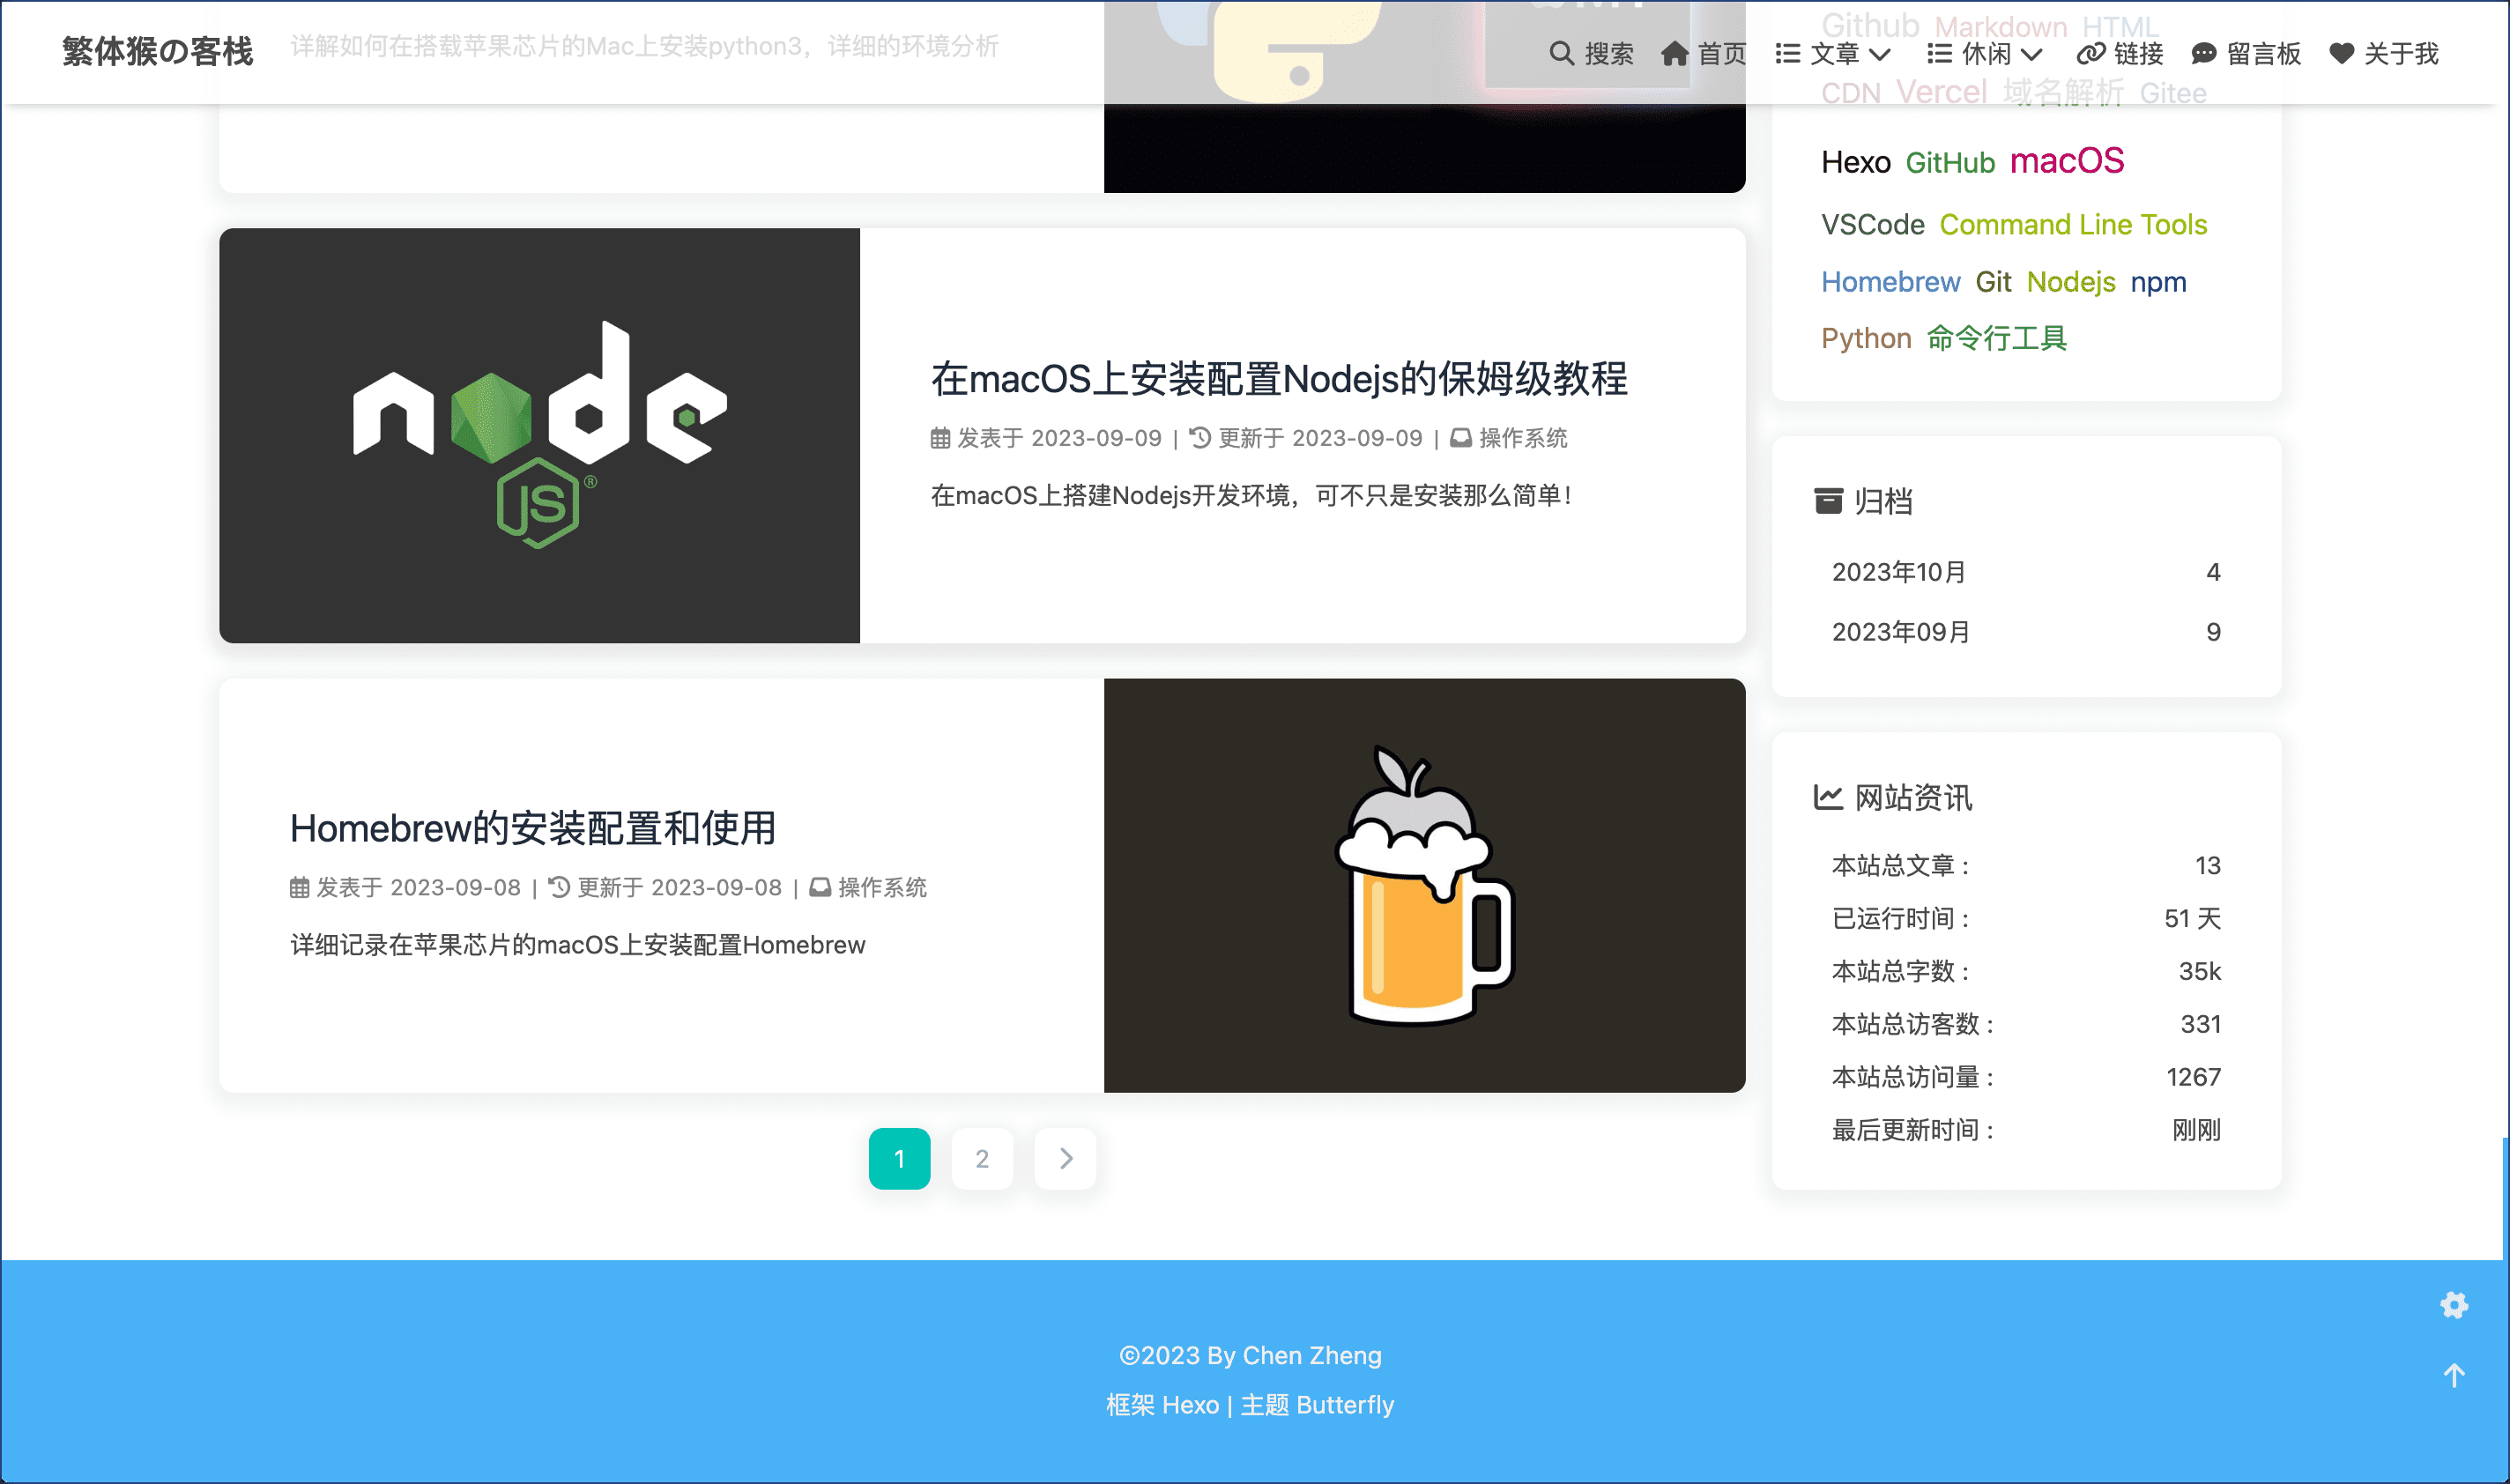 繁体猴の客栈
搜索 首页 文章 休闲 链接 留言板 关于我
详解如何在搭载苹果芯片的Mac上安装python3，详细的环境分析
node
JS®
在macOS上安装配置Nodejs的保姆级教程
发表于 2023-09-09 | 更新于 2023-09-09 | 操作系统
在macOS上搭建Nodejs开发环境，可不只是安装那么简单！
Homebrew的安装配置和使用
发表于 2023-09-08 | 更新于 2023-09-08 | 操作系统
详细记录在苹果芯片的macOS上安装配置Homebrew
1 2
Github Markdown HTML
CDN Vercel 域名解析 Gitee
Hexo GitHub macOS
VSCode Command Line Tools
Homebrew Git Nodejs npm
Python 命令行工具
归档
2023年10月 4
2023年09月 9
网站资讯
本站总文章 : 13
已运行时间 : 51 天
本站总字数 : 35k
本站总访客数 : 331
本站总访问量 : 1267
最后更新时间 : 刚刚
©2023 By Chen Zheng
框架 Hexo | 主题 Butterfly